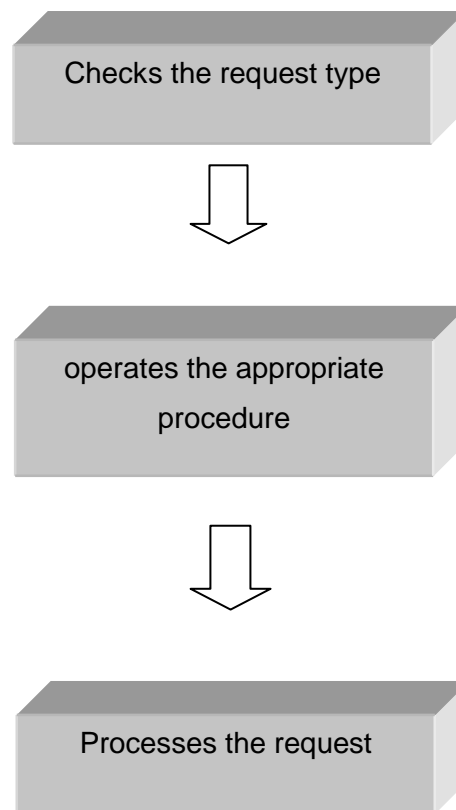 Checks the request type
operates the appropriate
procedure
Processes the request